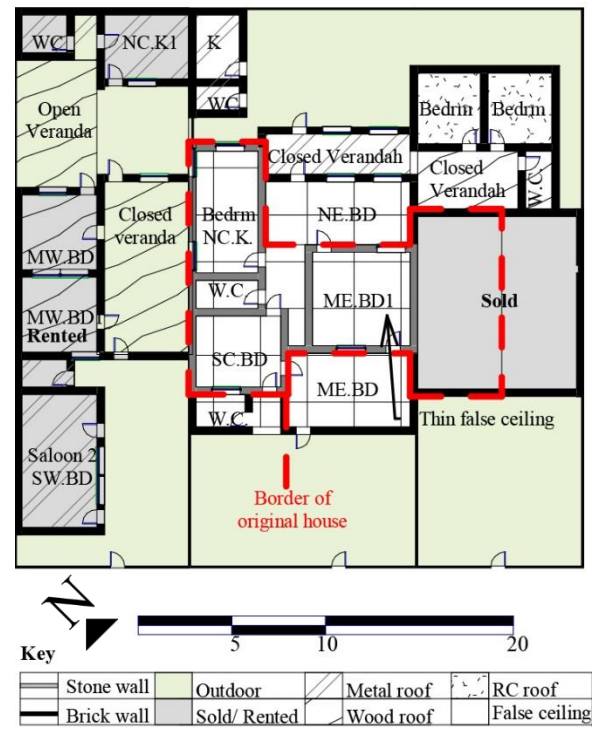 WC
NC.K1
K
WC
Bedrm
Bedrm
Open
Veranda
Closed Verandah
Closed
Verandah
W.C
Bedrm
NC.K.
NE.BD
Closed
veranda
MW.BD
W.C
ME.BD1
Sold
MW.BD1
Rented
SC.BD
ME.BD
W.C.
Thin false ceiling
Saloon 2
SW.BD
Border of
original house
N
5
10
20
Key
Stone wall
Outdoor
Metal roof
RC roof
Brick wall
Sold/ Rented
Wood roof
False ceiling